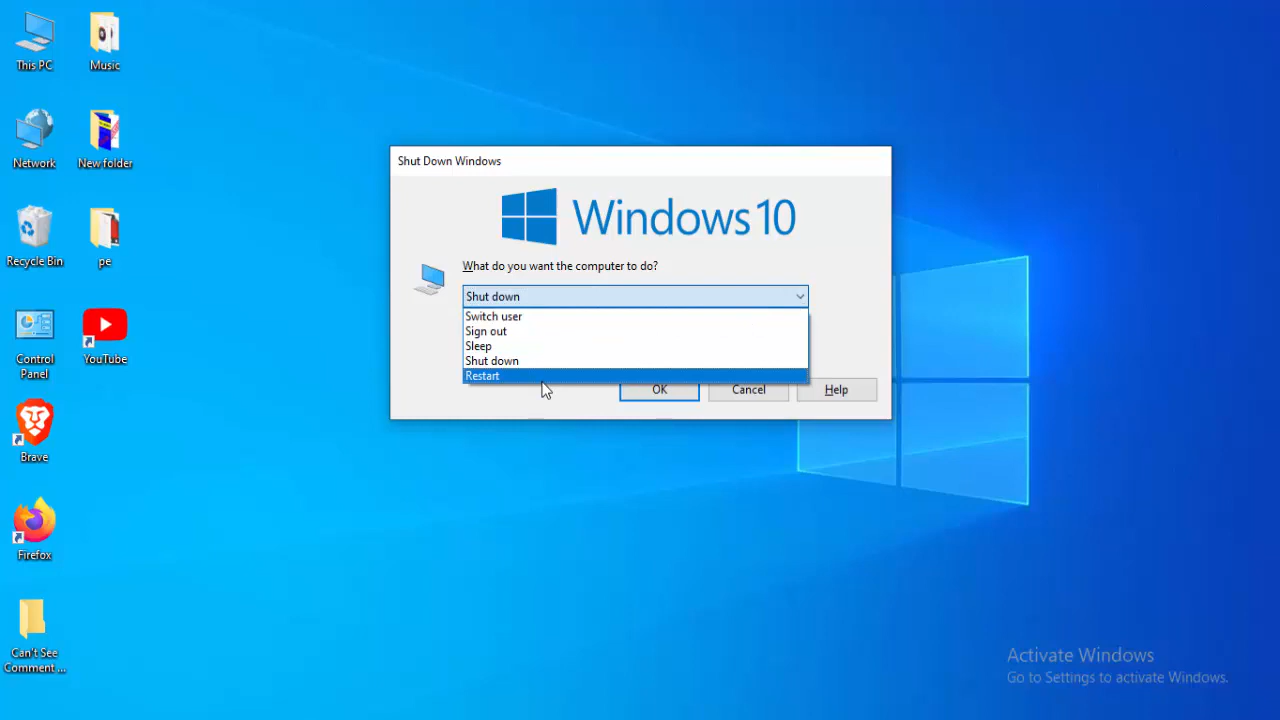 This PC
Music
Network
New folder
Recycle Bin
pe
Control
Panel
YouTube
Brave
Firefox
Can't See
Comment ...
Shut Down Windows
Windows 10
What do you want the computer to do?
Shut down
Switch user
Sign out
Sleep
Shut down
Restart
OK
Cancel
Help
Activate Windows
Go to Settings to activate Windows.